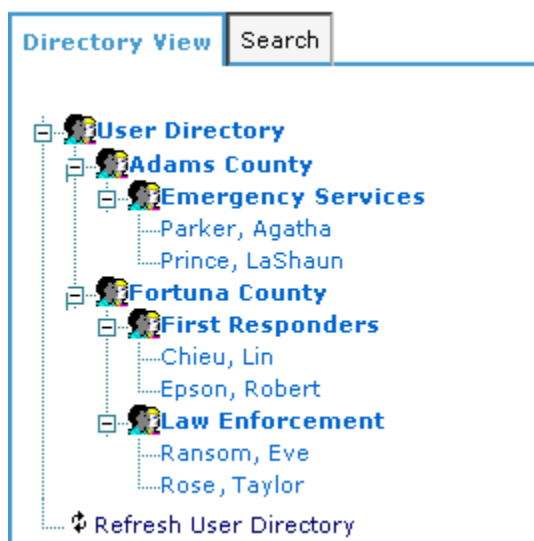 Directory View Search
User Directory
Adams County
Emergency Services
Parker, Agatha
Prince, LaShaun
Fortuna County
First Responders
Chieu, Lin
Epson, Robert
Law Enforcement
Ransom, Eve
Rose, Taylor
Refresh User Directory